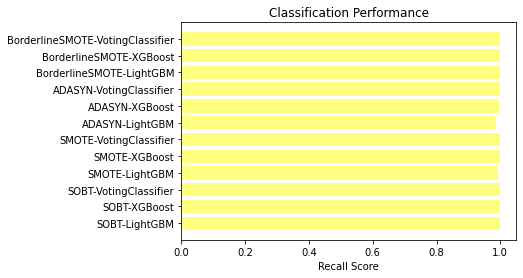 Classification Performance
BorderlineSMOTE-VotingClassifier
BorderlineSMOTE-XGBoost
BorderlineSMOTE-LightGBM
ADASYN-VotingClassifier
ADASYN-XGBoost
ADASYN-LightGBM
SMOTE-VotingClassifier
SMOTE-XGBoost
SMOTE-LightGBM
SOBT-VotingClassifier
SOBT-XGBoost
SOBT-LightGBM
0.0 0.2 0.4 0.6 0.8 1.0
Recall Score